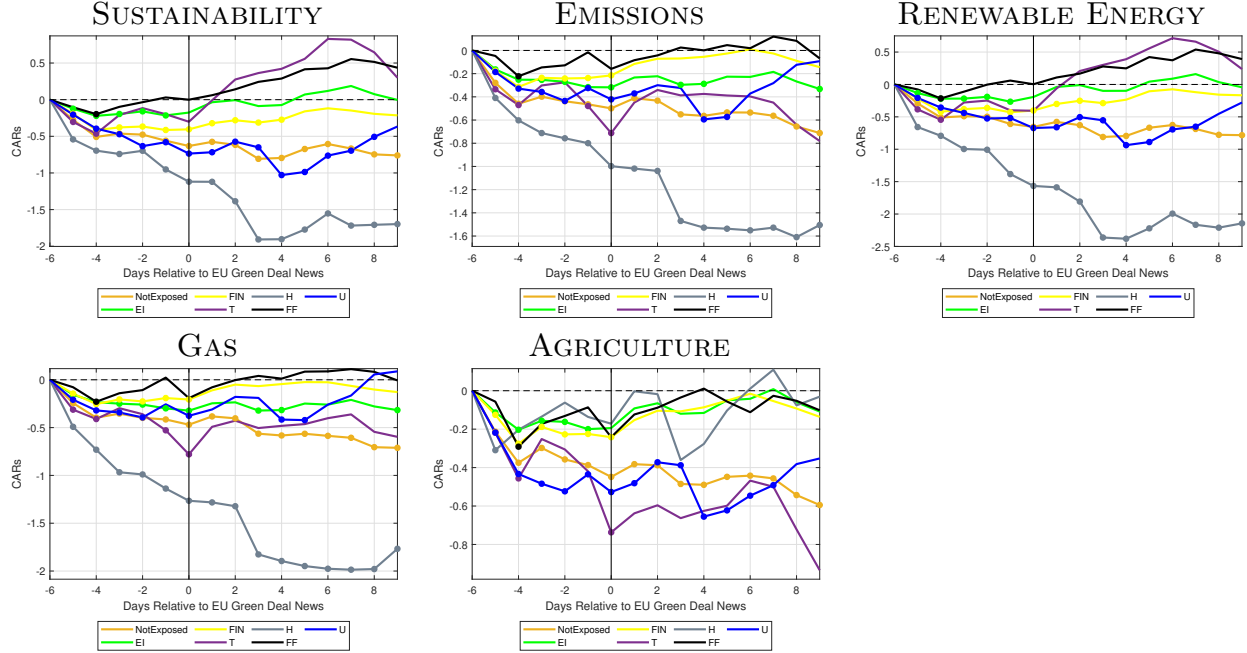 SUSTAINABILITY
EMISSIONS
RENEWABLE ENERGY
CARs
0.5
0
-0.5
-1
-1.5
-2
-6 -4 -2 0 2 4 6 8
Days Relative to EU Green Deal News
NotExposed FIN H U
EI T FF
CARs
0
-0.2
-0.4
-0.6
-0.8
-1
-1.2
-1.4
-1.6
-6 -4 -2 0 2 4 6 8
Days Relative to EU Green Deal News
NotExposed FIN H U
EI T FF
CARs
0.5
0
-0.5
-1
-1.5
-2
-2.5
-6 -4 -2 0 2 4 6 8
Days Relative to EU Green Deal News
NotExposed FIN H U
EI T FF
GAS
AGRICULTURE
CARs
0
-0.5
-1
-1.5
-2
-6 -4 -2 0 2 4 6 8
Days Relative to EU Green Deal News
NotExposed FIN H U
EI T FF
CARs
0
-0.2
-0.4
-0.6
-0.8
-6 -4 -2 0 2 4 6 8
Days Relative to EU Green Deal News
NotExposed FIN H U
EI T FF